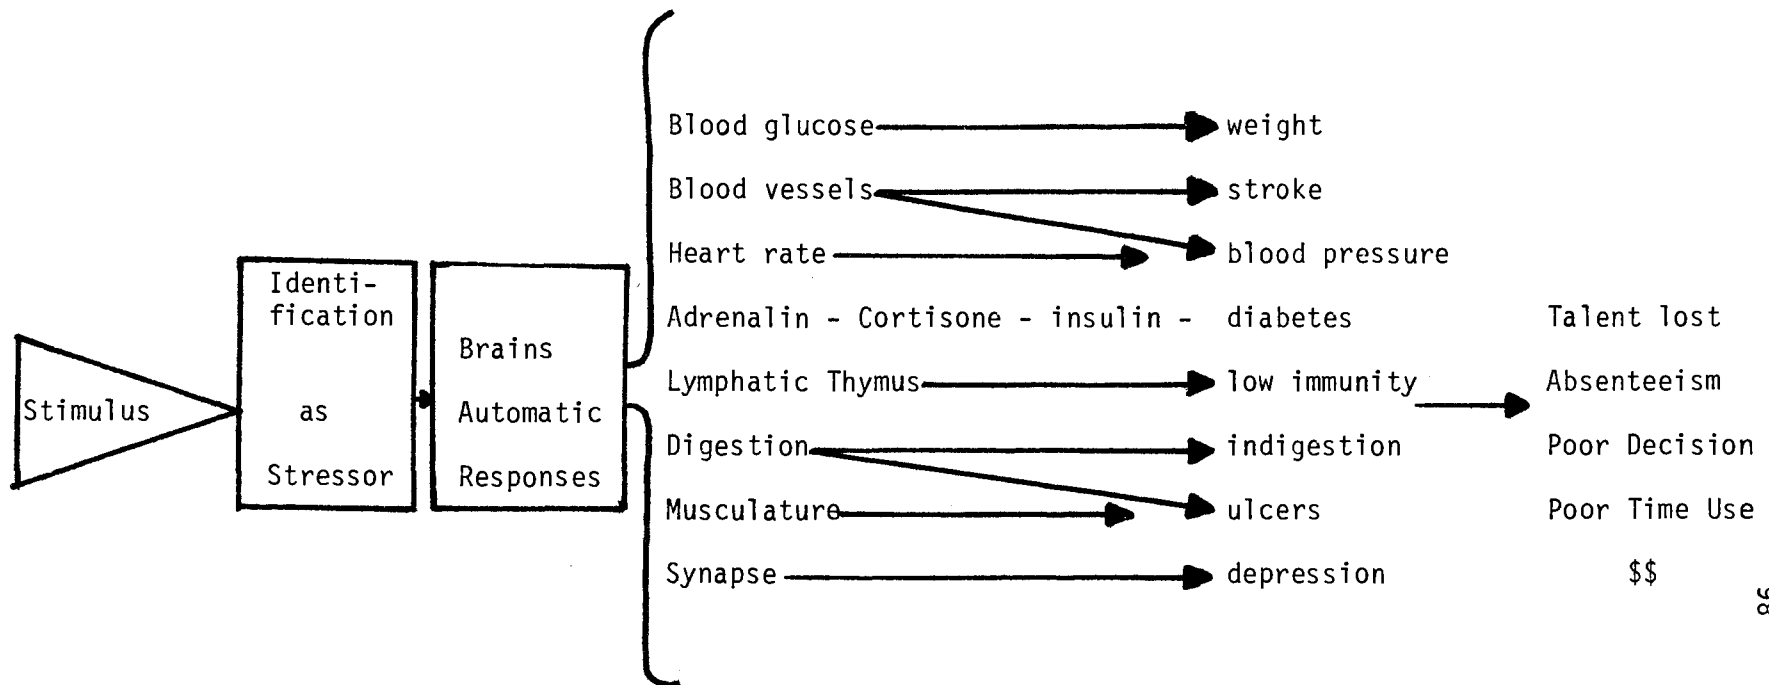 Stimulus
Identi-
fication
as
Stressor
Brains
Automatic
Responses
Blood glucose weight
Blood vessels stroke
Heart rate blood pressure
Adrenalin - Cortisone - insulin - diabetes
Lymphatic Thymus low immunity
Digestion indigestion
Musculature ulcers
Synapse depression
Talent lost
Absenteeism
Poor Decision
Poor Time Use
$$